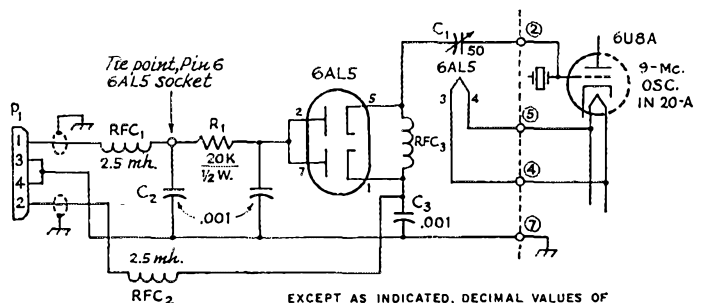 C₁
50
②
6U8A
Tie point, Pin 6
6AL5 socket
6AL5
6AL5
9-Mc.
OSC.
IN 20-A
P₁
RFC₁
2.5 mh.
R₁
20K
½ W.
2
7
5
1
RFC₃
3
4
⑤
④
1
3
4
2
C₂
.001
C₃
.001
⑦
2.5 mh.
RFC₂
EXCEPT AS INDICATED, DECIMAL VALUES OF